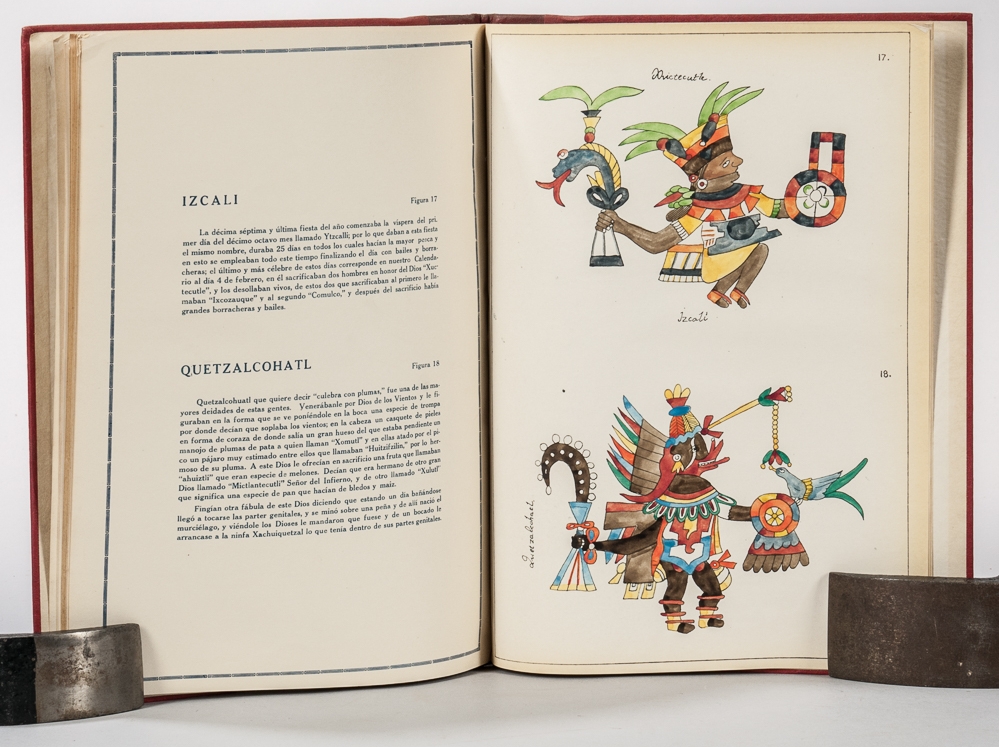 IZCALI
Figura 17
La décima séptima y última fiesta del año comenzaba la víspera del pri
mer día del décimo octavo mes llamado Ytzcalli; por lo que daban a esta fiesta
el mismo nombre, duraba 25 días en todos los cuales hacían la mayor pesca y
en esto se empleaban todo este tiempo finalizando el día con bailes y borra-
cheras; el último y más célebre de estos días corresponde en nuestro Calenda-
rio al día 4 de febrero, en él sacrificaban dos hombres en honor del Dios "Xuc-
tecutle", y los desollaban vivos, de estos dos que sacrificaban al primero le lla-
maban "Ixcozauque" y al segundo "Comulco," y después del sacrificio había
grandes borracheras y bailes.
QUETZALCOHATL
Figura 18
Quetzalcohuatl que quiere decir "culebra con plumas," fue una de las ma-
yores deidades de estas gentes. Venerábanle por Dios de los Vientos y le fi-
guraban en la forma que se ve poniéndole en la boca una especie de trompa
por donde decían que soplaba los vientos; en la cabeza un casquete de pieles
en forma de coraza de donde salía un gran hueso del que estaba pendiente un
manojo de plumas de pata a quien llaman "Xomutl" y en ellas atado por el pi-
co un pájaro muy estimado entre ellos que llamaban "Huitzifzilin," por lo her-
moso de su pluma. A este Dios le ofrecían en sacrificio una fruta que llamaban
"ahuiztli" que eran especie de melones. Decían que era hermano de otro gran
Dios llamado "Mictlantecutli" Señor del Infierno, y de otro llamado "Xulutl"
que significa una especie de pan que hacían de bledos y maíz.
Fingían otra fábula de este Dios diciendo que estando un día bañándose
llegó a tocarse las parter genitales, y se minó sobre una peña y de allí nació el
murciélago, y viéndole los Dioses le mandaron que fuese y de un bocado le
arrancase a la ninfa Xachuiquetzal lo que tenía dentro de sus partes genitales.
17.
Izcali
18.
Quetzalcohatl